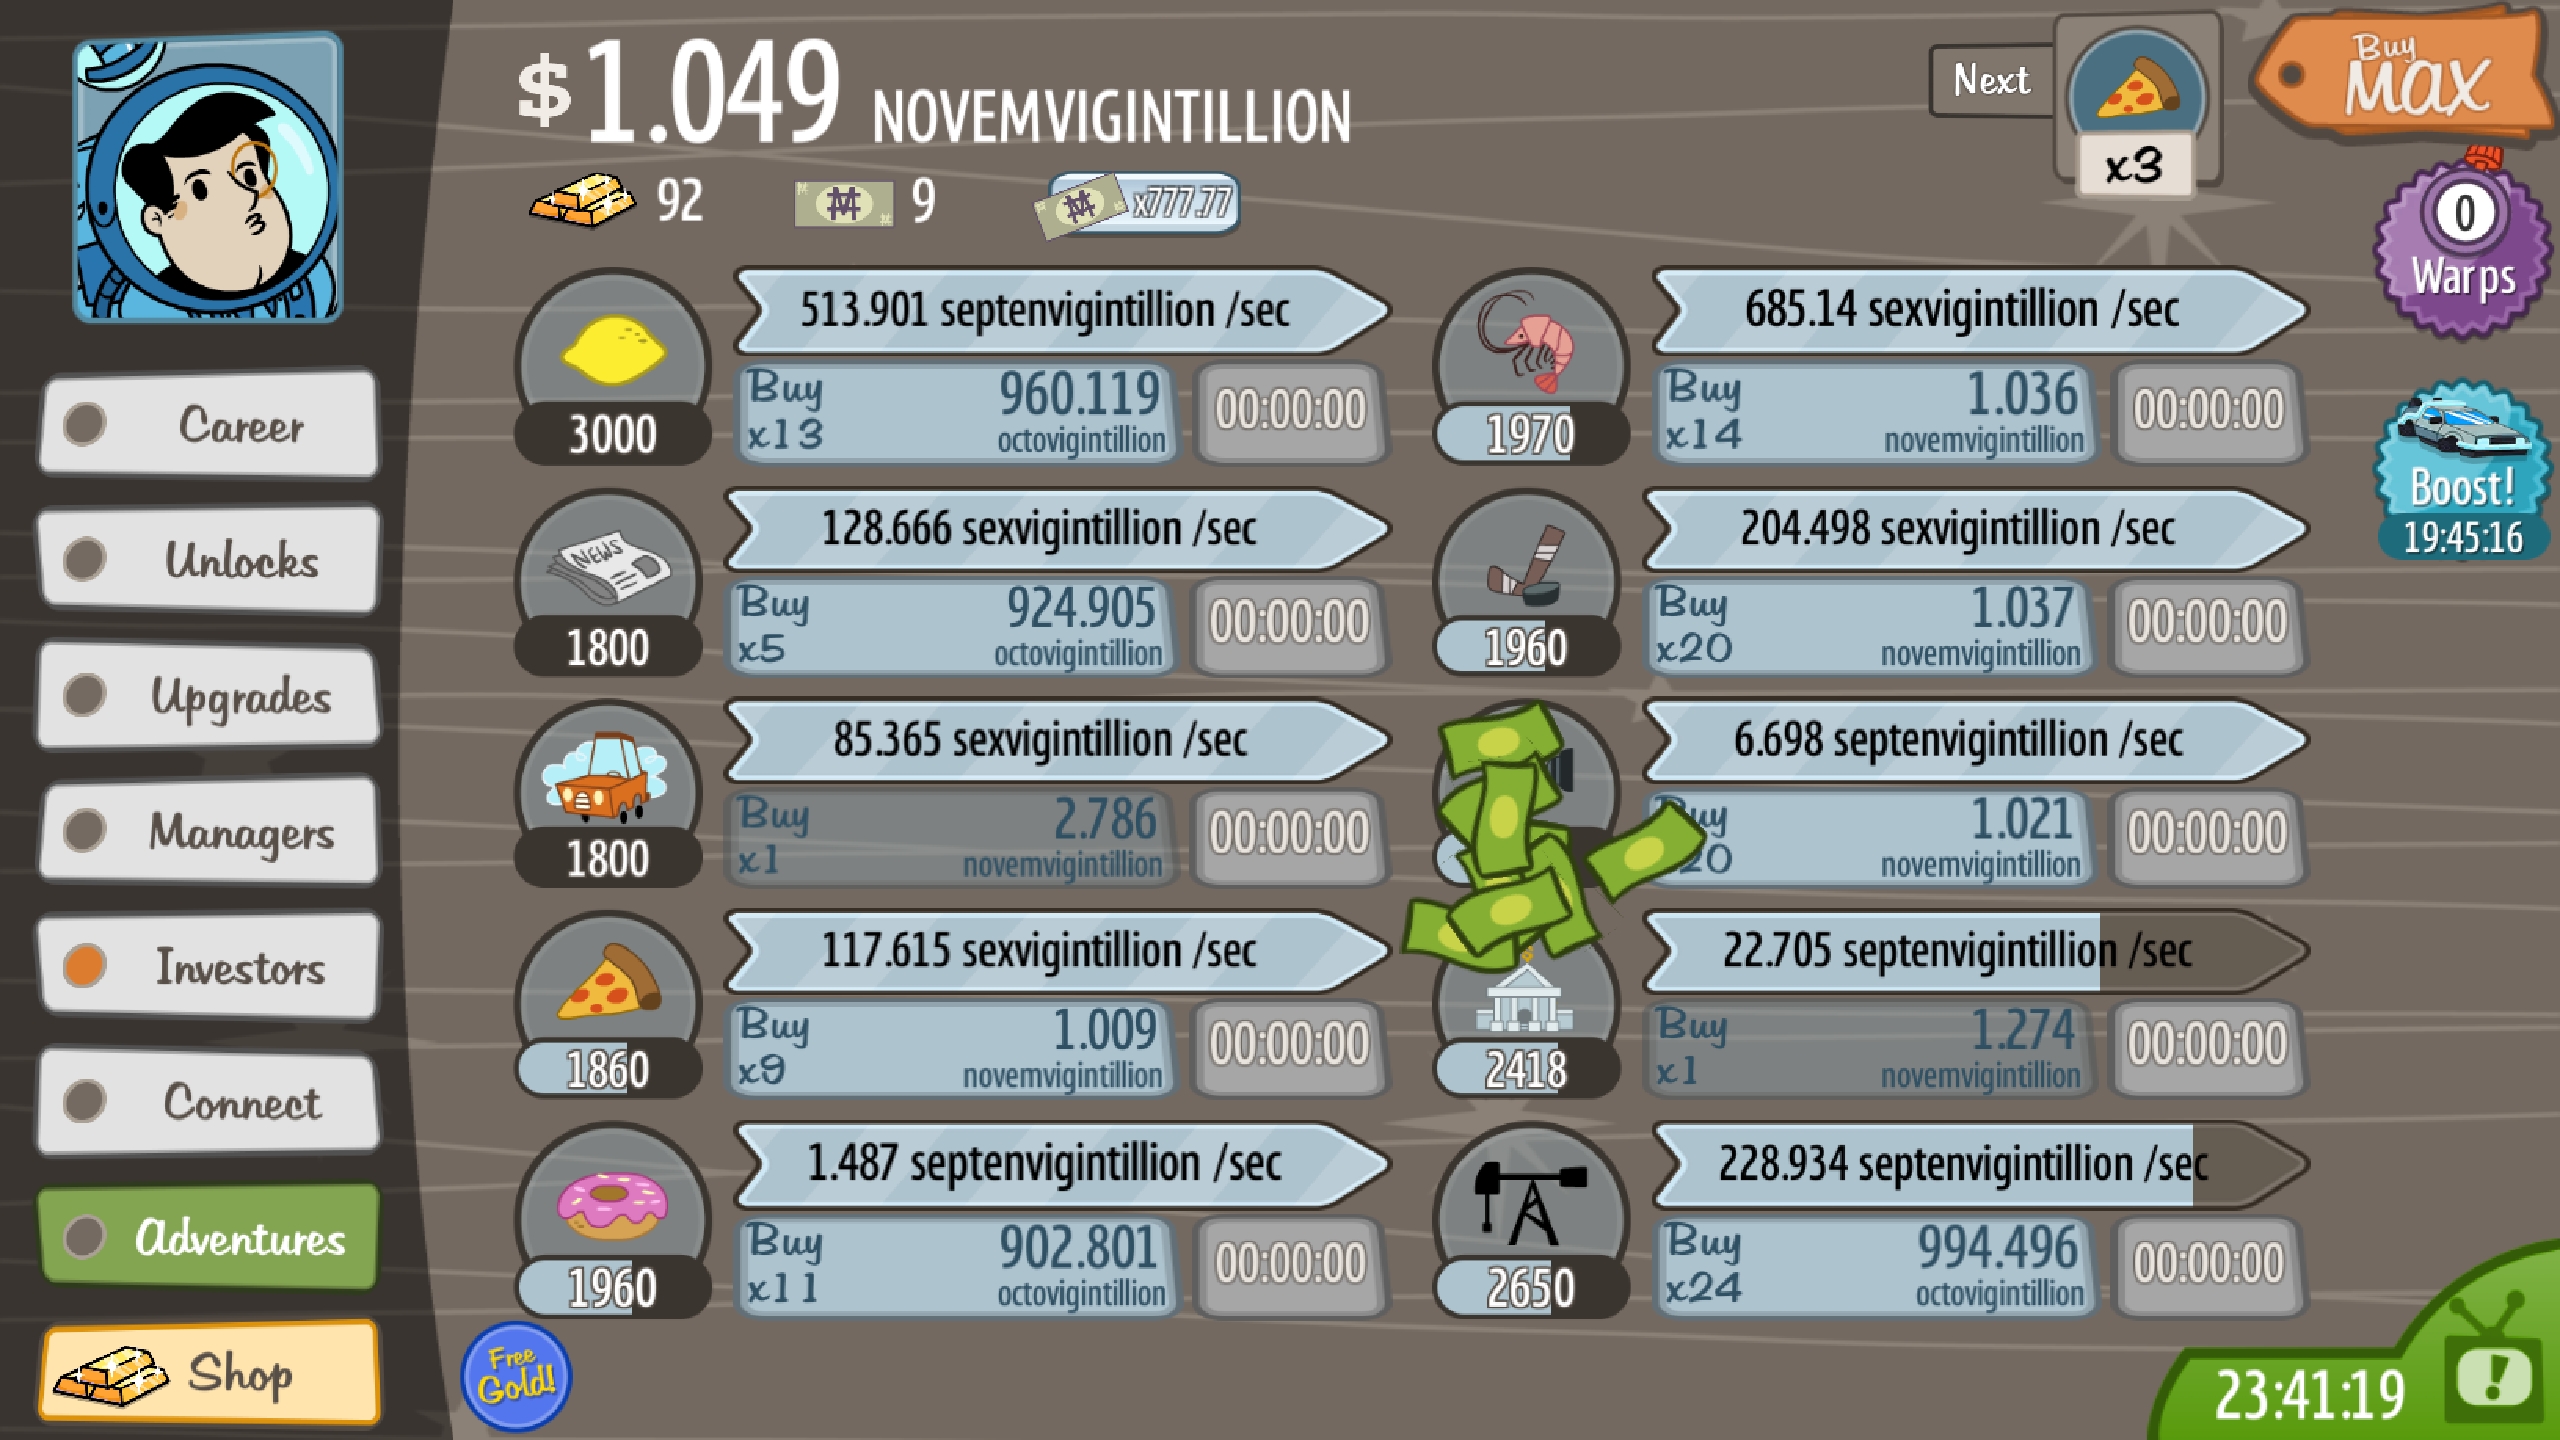 $1.049 NOVEMVIGINTILLION
Next
x3
Buy
MAX
92
9
x777.77
0
Warps
Boost!
19:45:16
Career
Unlocks
Upgrades
Managers
Investors
Connect
Adventures
Shop
513.901 septenvigintillion /sec
3000
Buy
x13
960.119
octovigintillion
00:00:00
685.14 sexvigintillion /sec
1970
Buy
x14
1.036
novemvigintillion
00:00:00
NEWS
128.666 sexvigintillion /sec
1800
Buy
x5
924.905
octovigintillion
00:00:00
204.498 sexvigintillion /sec
1960
Buy
x20
1.037
novemvigintillion
00:00:00
85.365 sexvigintillion /sec
1800
Buy
x1
2.786
novemvigintillion
00:00:00
6.698 septenvigintillion /sec
1.021
novemvigintillion
00:00:00
117.615 sexvigintillion /sec
1860
Buy
x9
1.009
novemvigintillion
00:00:00
22.705 septenvigintillion /sec
2418
Buy
x1
1.274
novemvigintillion
00:00:00
1.487 septenvigintillion /sec
1960
Buy
x11
902.801
octovigintillion
00:00:00
228.934 septenvigintillion /sec
2650
Buy
x24
994.496
octovigintillion
00:00:00
Free
Gold!
23:41:19
!